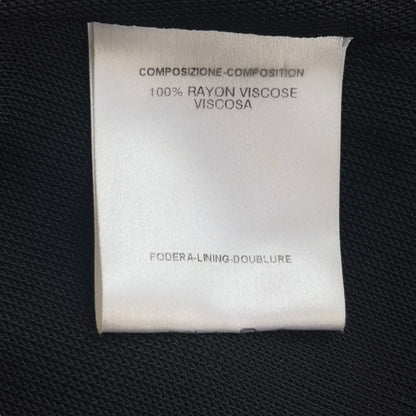 COMPOSIZIONE-COMPOSITION
100% RAYON VISCOSE
VISCOSA
FODERA-LINING-DOUBLURE